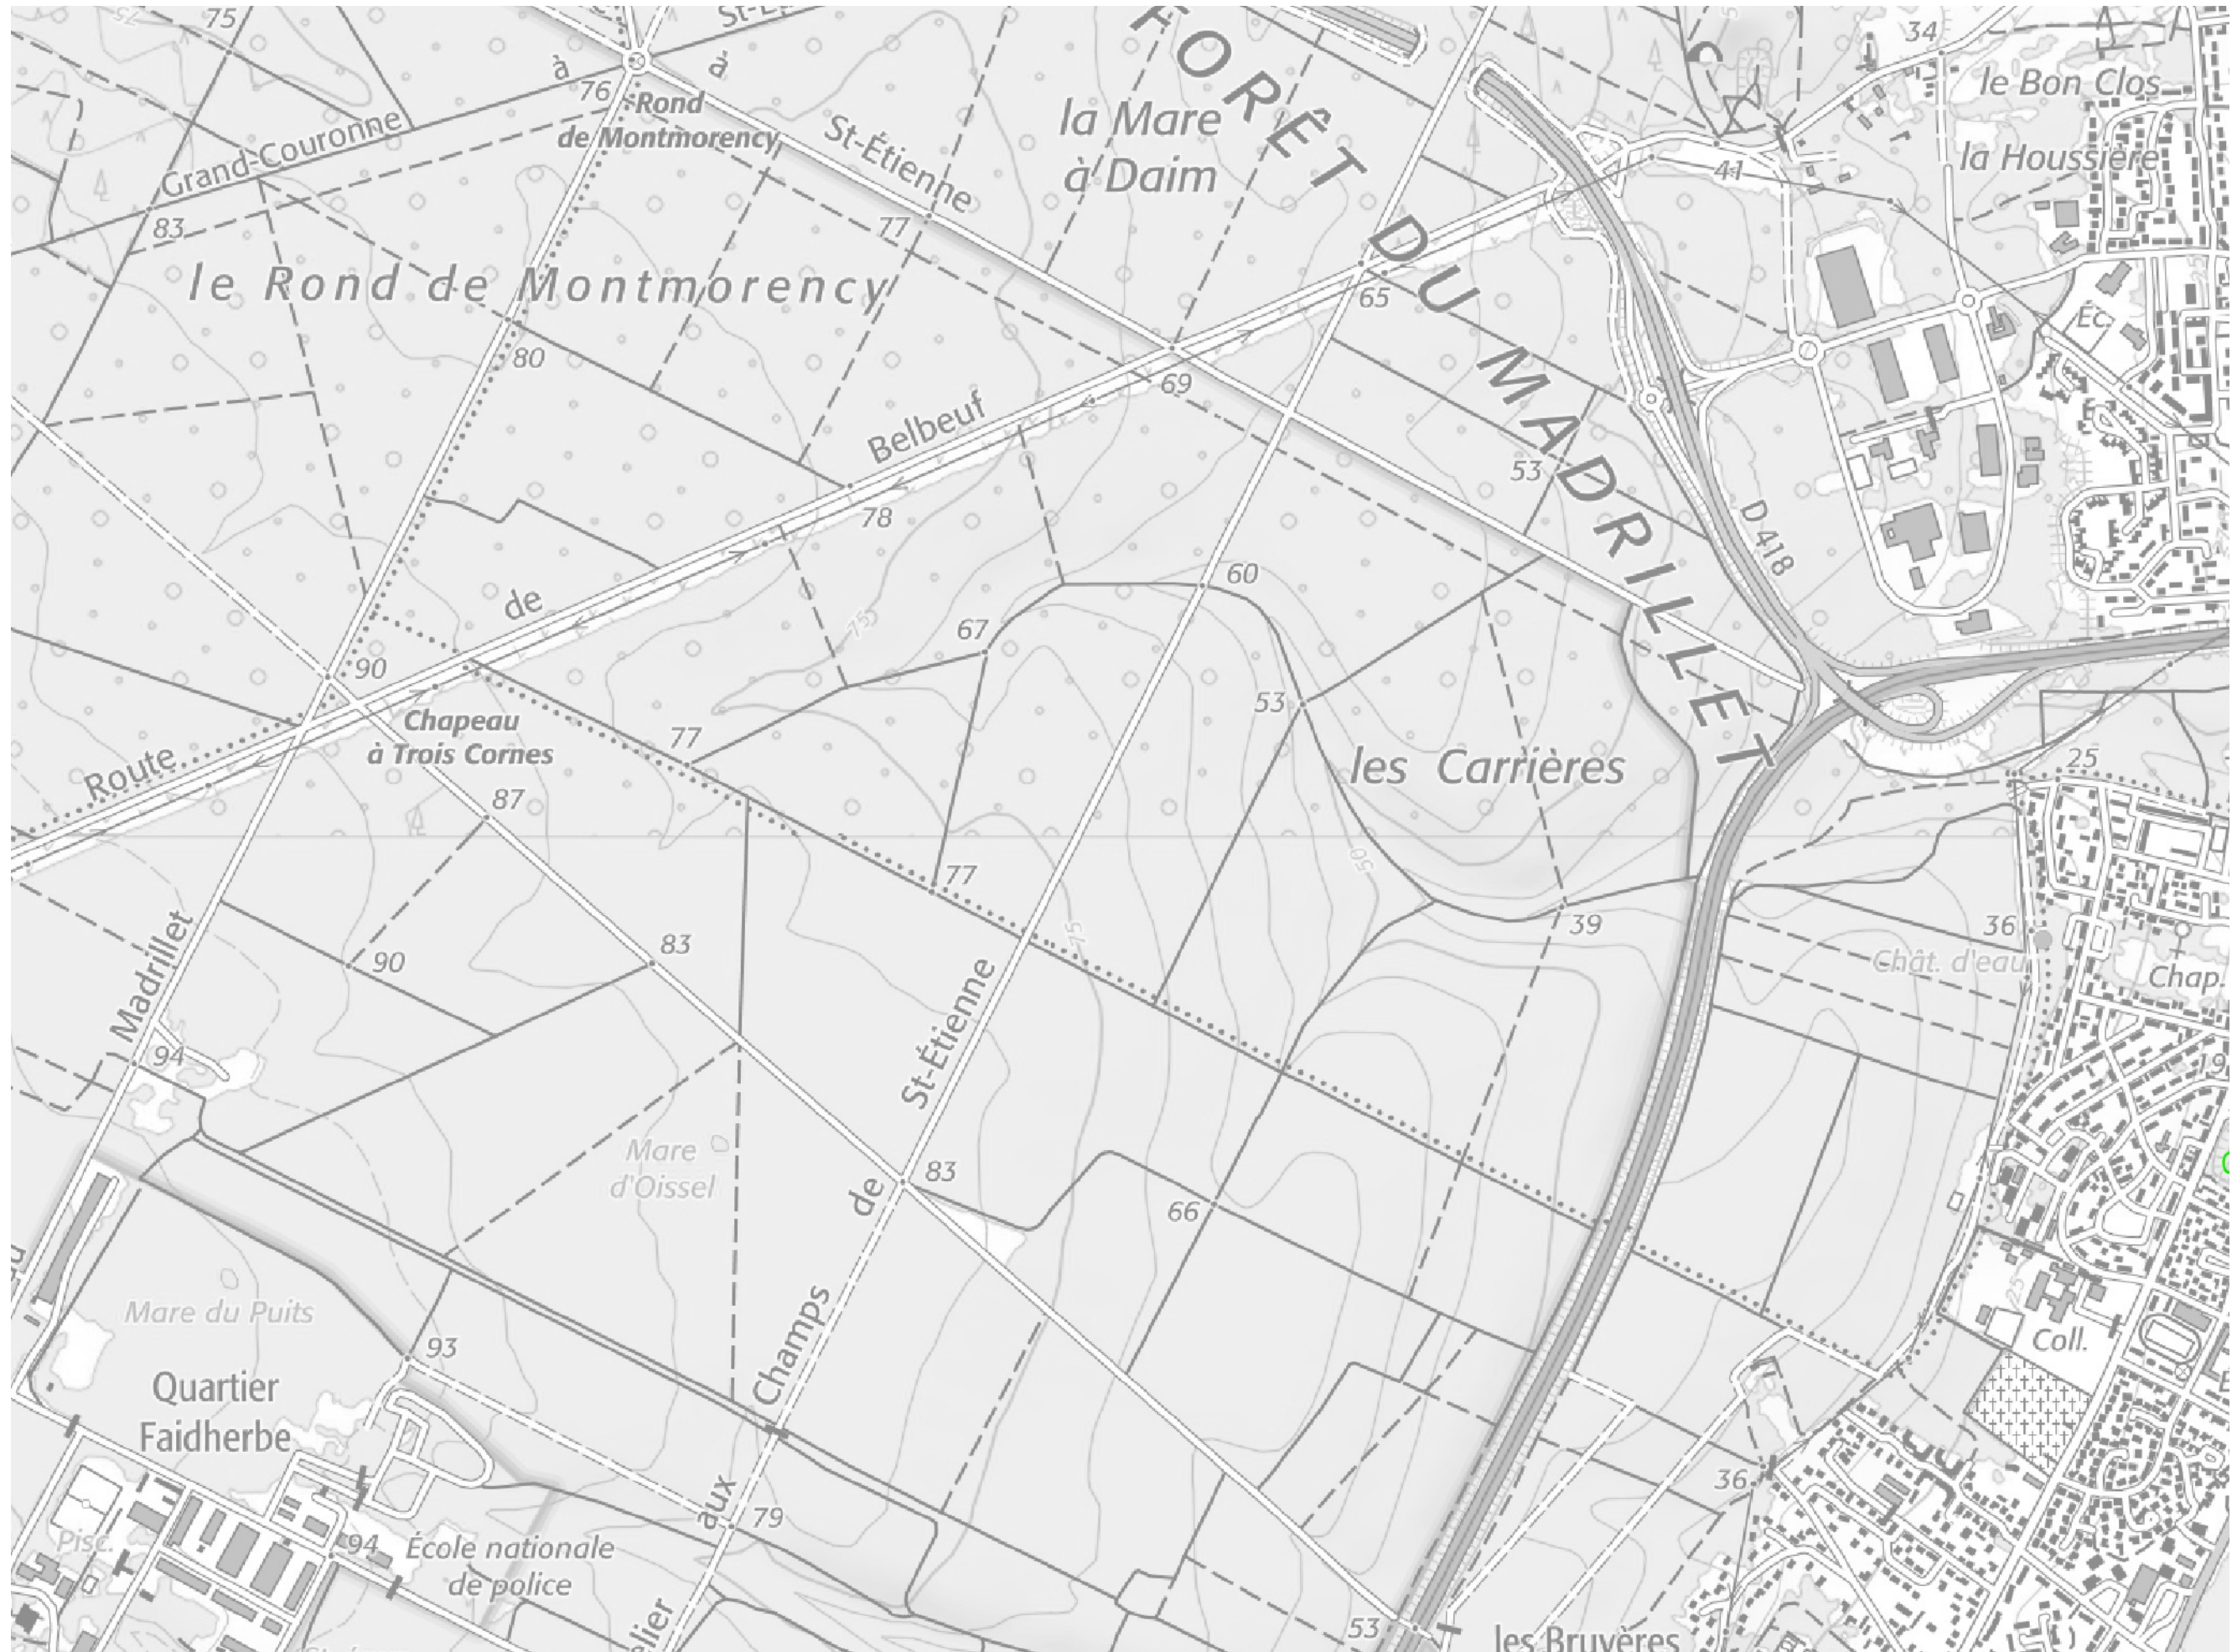 75
75
34
le Bon Clos
à
à
76
Rond
de Montmorency
Grand-Couronne
St-Étienne
la Mare
à Daim
FORÊT DU MADRILLET
41
la Houssière
83
77
le Rond de Montmorency
65
25
Éc.
80
69
Belbeuf
53
78
D 418
de
60
75
67
90
53
Chapeau
à Trois Cornes
77
les Carrières
Route
25
87
50
77
39
36
Madrillet
83
75
90
Chât. d'eau
Chap.
St-Étienne
94
19
Mare
d'Oissel
83
de
66
Mare du Puits
25
93
Champs
Coll.
Quartier
Faidherbe
36
aux
79
Pisc.
94
École nationale
de police
53
les Bruyères